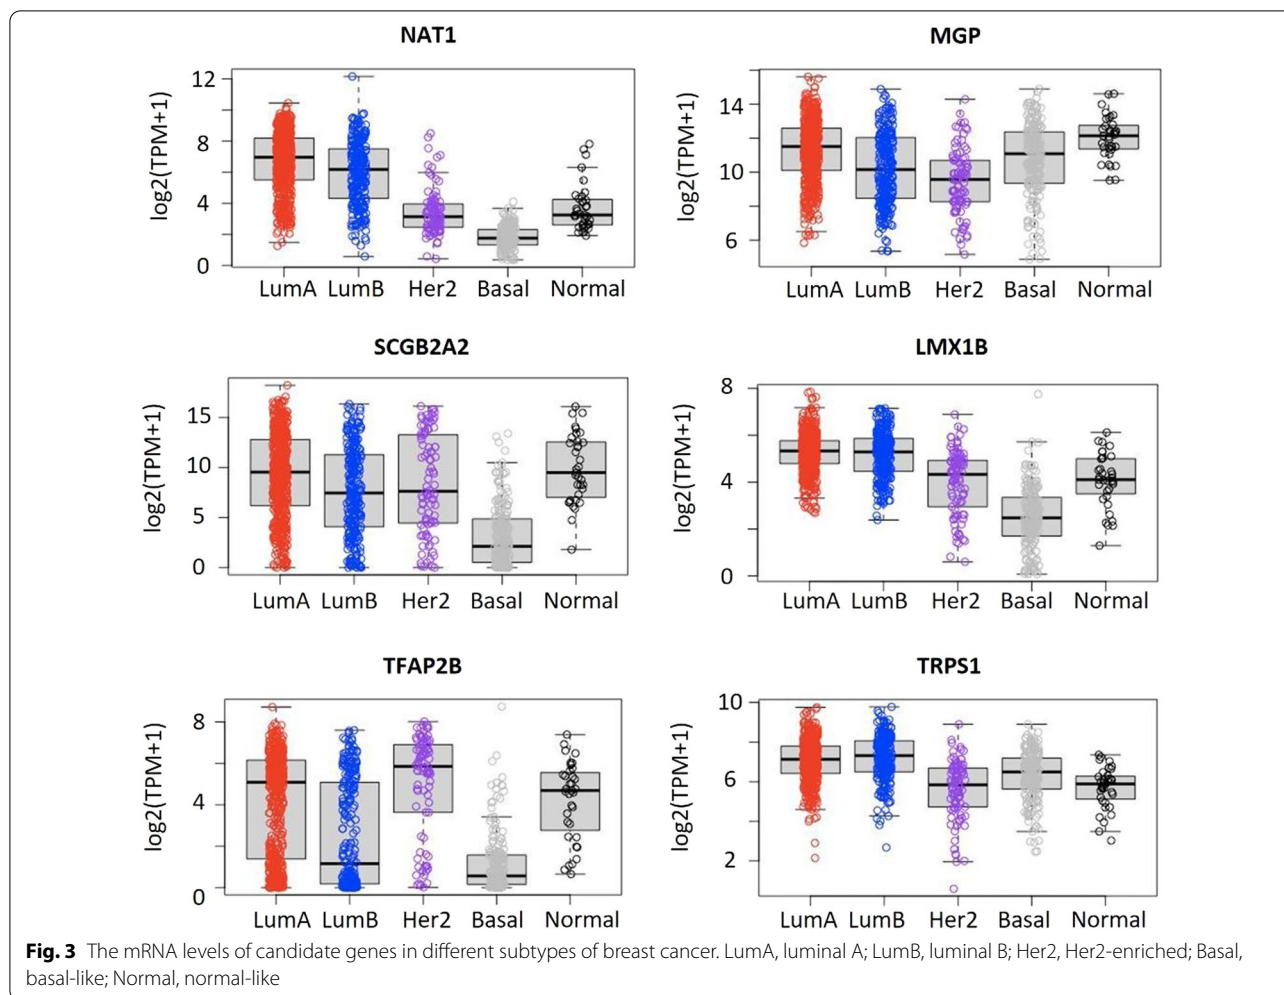 NAT1
MGP
log2(TPM+1)
12
8
4
0
LumA LumB Her2 Basal Normal
log2(TPM+1)
14
10
6
LumA LumB Her2 Basal Normal
SCGB2A2
LMX1B
log2(TPM+1)
15
10
5
0
LumA LumB Her2 Basal Normal
log2(TPM+1)
8
4
0
LumA LumB Her2 Basal Normal
TFAP2B
TRPS1
log2(TPM+1)
8
4
0
LumA LumB Her2 Basal Normal
log2(TPM+1)
10
6
2
LumA LumB Her2 Basal Normal
Fig. 3 The mRNA levels of candidate genes in different subtypes of breast cancer. LumA, luminal A; LumB, luminal B; Her2, Her2-enriched; Basal,
basal-like; Normal, normal-like